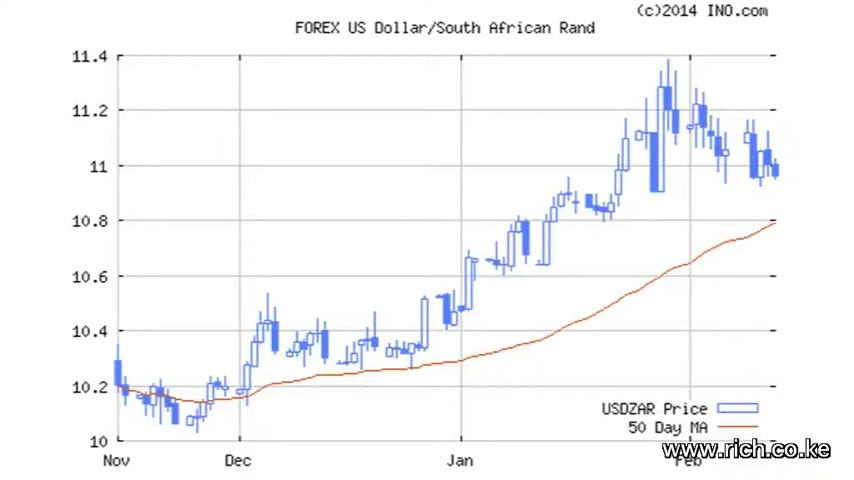 (c)2014 INO.com
FOREX US Dollar/South African Rand
11.4
11.2
11
10.8
10.6
10.4
10.2
10
USDZAR Price
50 Day MA
Nov Dec Jan Feb
www.rich.co.ke